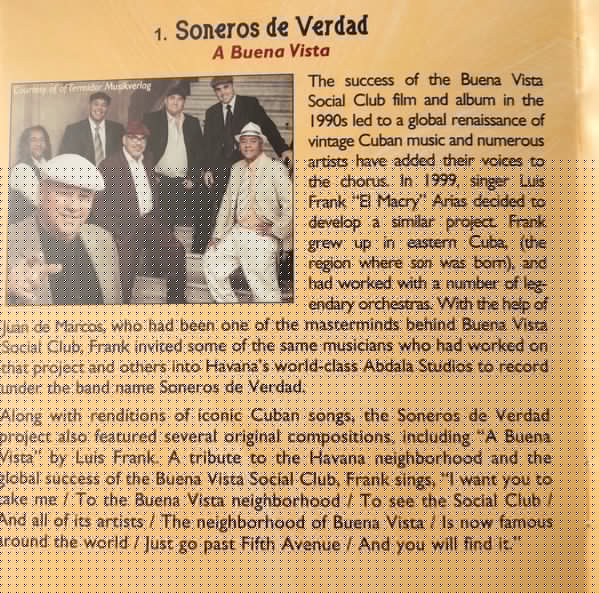 1. Soneros de Verdad
A Buena Vista
Courtesy of of Termidor Musikverlag
The success of the Buena Vista
Social Club film and album in the
1990s led to a global renaissance of
vintage Cuban music and numerous
artists have added their voices to
the chorus. In 1999, singer Luis
Frank "El Macry" Arias decided to
develop a similar project. Frank
grew up in eastern Cuba, (the
region where son was born), and
had worked with a number of leg-
endary orchestras. With the help of
Juan de Marcos, who had been one of the masterminds behind Buena Vista
Social Club, Frank invited some of the same musicians who had worked on
that project and others into Havana's world-class Abdala Studios to record
under the band name Soneros de Verdad.
Along with renditions of iconic Cuban songs, the Soneros de Verdad
project also featured several original compositions, including "A Buena
Vista" by Luis Frank. A tribute to the Havana neighborhood and the
global success of the Buena Vista Social Club, Frank sings, "I want you to
take me / To the Buena Vista neighborhood / To see the Social Club /
And all of its artists / The neighborhood of Buena Vista / Is now famous
around the world / Just go past Fifth Avenue / And you will find it."